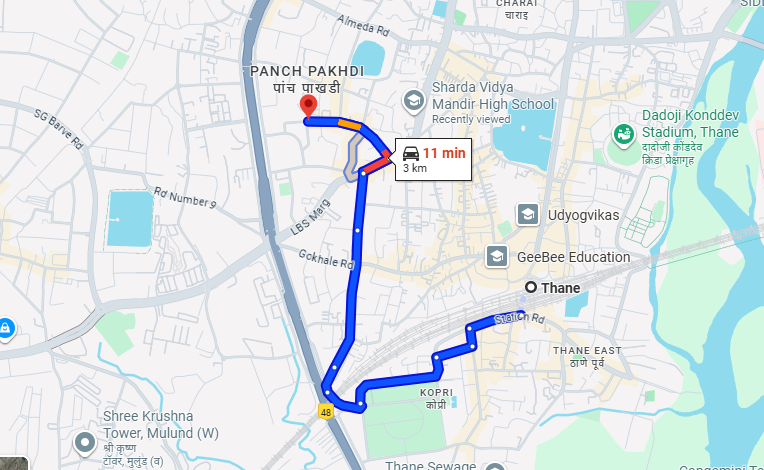 CHARAI
चाराइ
Almeda Rd
PANCH PAKHDI
पांच पाखडी
Sharda Vidya
Mandir High School
Recently viewed
SG Barve Rd
Dadoji Konddev
Stadium, Thane
दादोजी कोंडदेव
क्रिडा प्रेक्षागृह
11 min
3 km
Rd Number 9
LBS Marg
Udyogvikas
Gokhale Rd
GeeBee Education
Thane
Station Rd
THANE EAST
ठाणे पूर्व
KOPRI
कोपरी
48
Shree Krushna
Tower, Mulund (W)
श्री कृष्ण
टॉवर, मुलुंड (व)
Thane Sewage